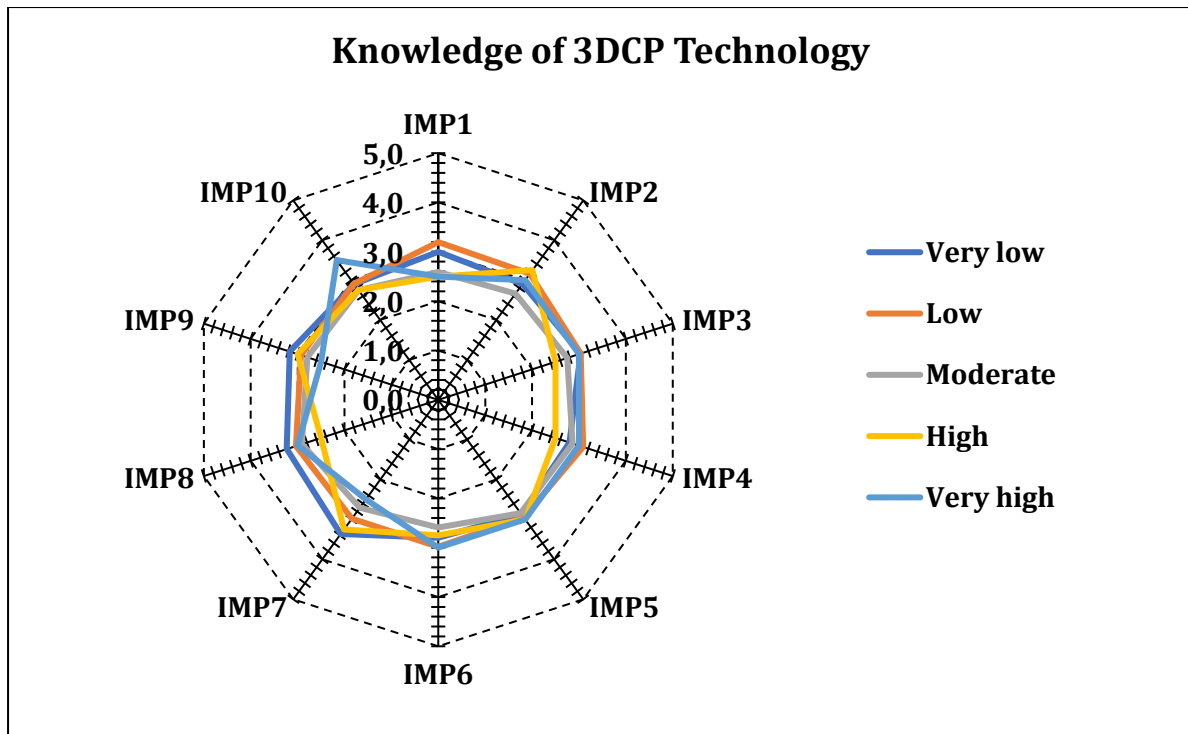 Knowledge of 3DCP Technology
IMP1
IMP2
IMP3
IMP4
IMP5
IMP6
IMP7
IMP8
IMP9
IMP10
5,0
4,0
3,0
2,0
1,0
0,0
Very low
Low
Moderate
High
Very high